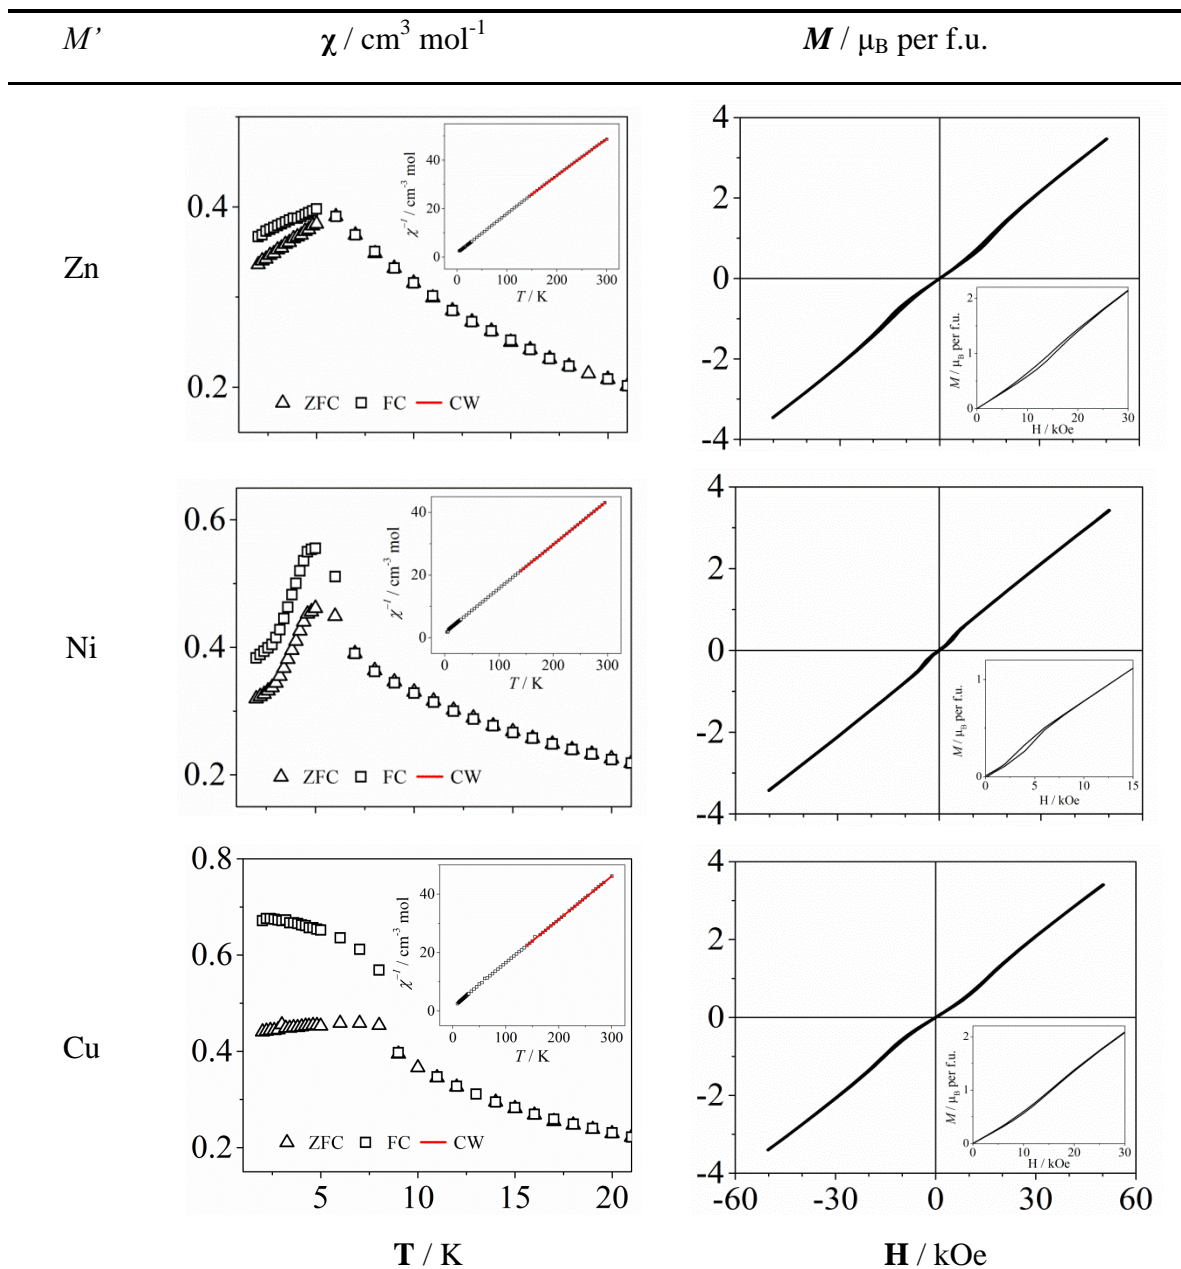 M’ χ / cm³ mol⁻¹ M / μB per f.u.
Zn
0.4
0.2
χ⁻¹ / cm⁻³ mol
40
20
0
0 100 200 300
T / K
ZFC FC CW
4
2
0
-2
-4
M / μB per f.u.
2
1
0
0 10 20 30
H / kOe
Ni
0.6
0.4
0.2
χ⁻¹ / cm⁻³ mol
40
20
0
0 100 200 300
T / K
ZFC FC CW
4
2
0
-2
-4
M / μB per f.u.
1
0
0 5 10 15
H / kOe
Cu
0.8
0.6
0.4
0.2
χ⁻¹ / cm⁻³ mol
40
20
0
0 100 200 300
T / K
ZFC FC CW
5 10 15 20
T / K
4
2
0
-2
-4
M / μB per f.u.
2
1
0
0 10 20 30
H / kOe
-60 -30 0 30 60
H / kOe